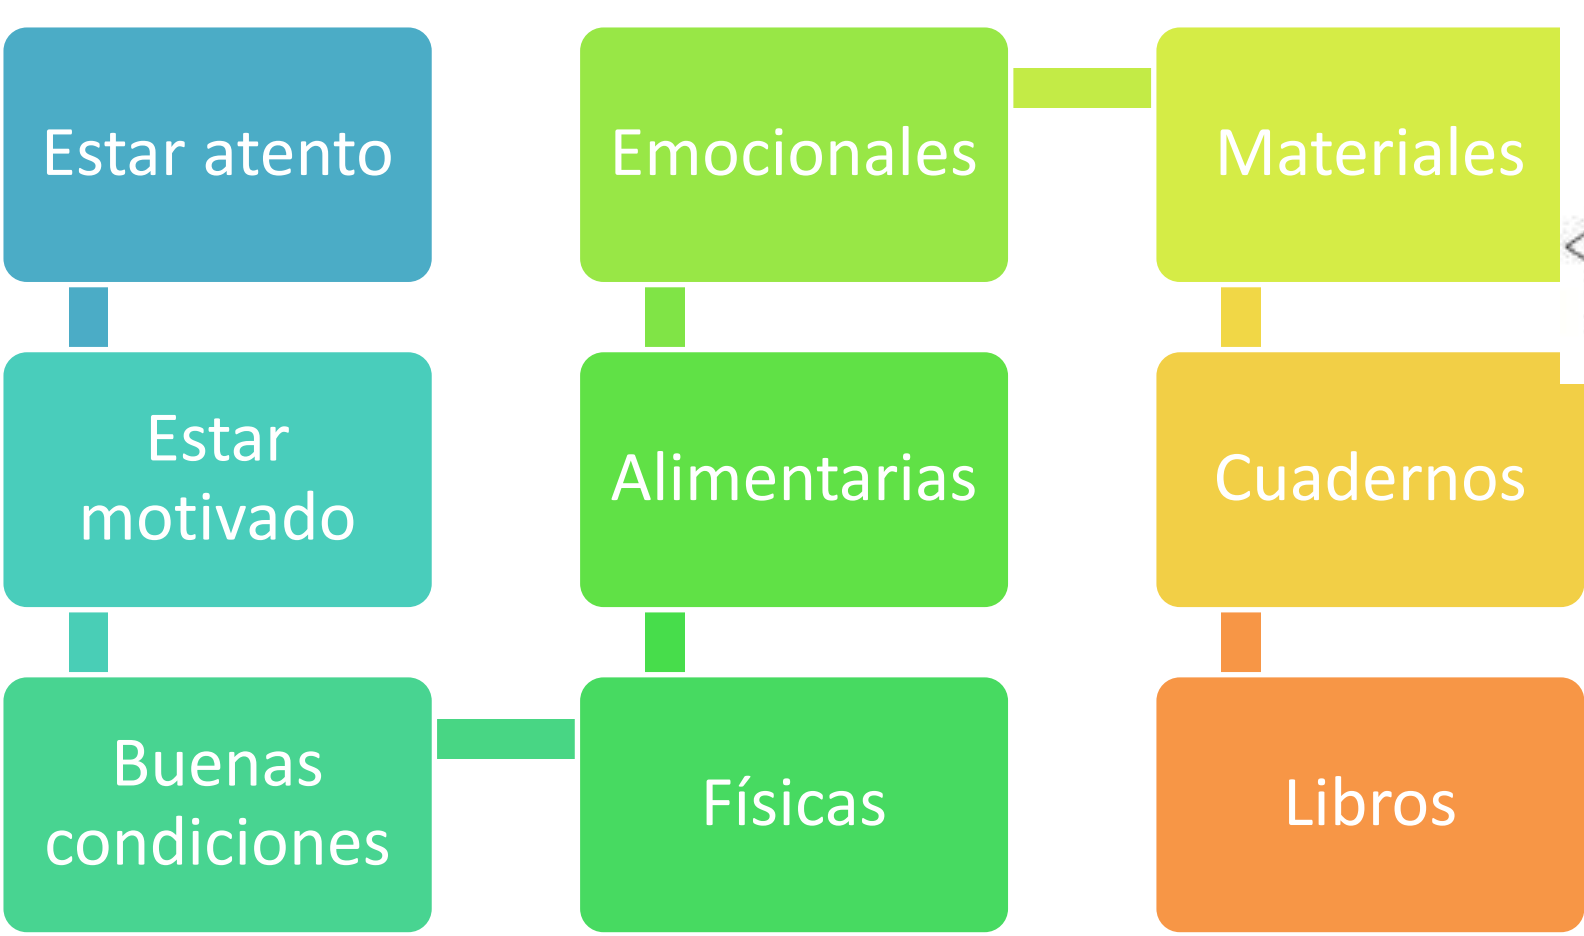 Estar atento
Estar
motivado
Buenas
condiciones
Físicas
Alimentarias
Emocionales
Materiales
Cuadernos
Libros